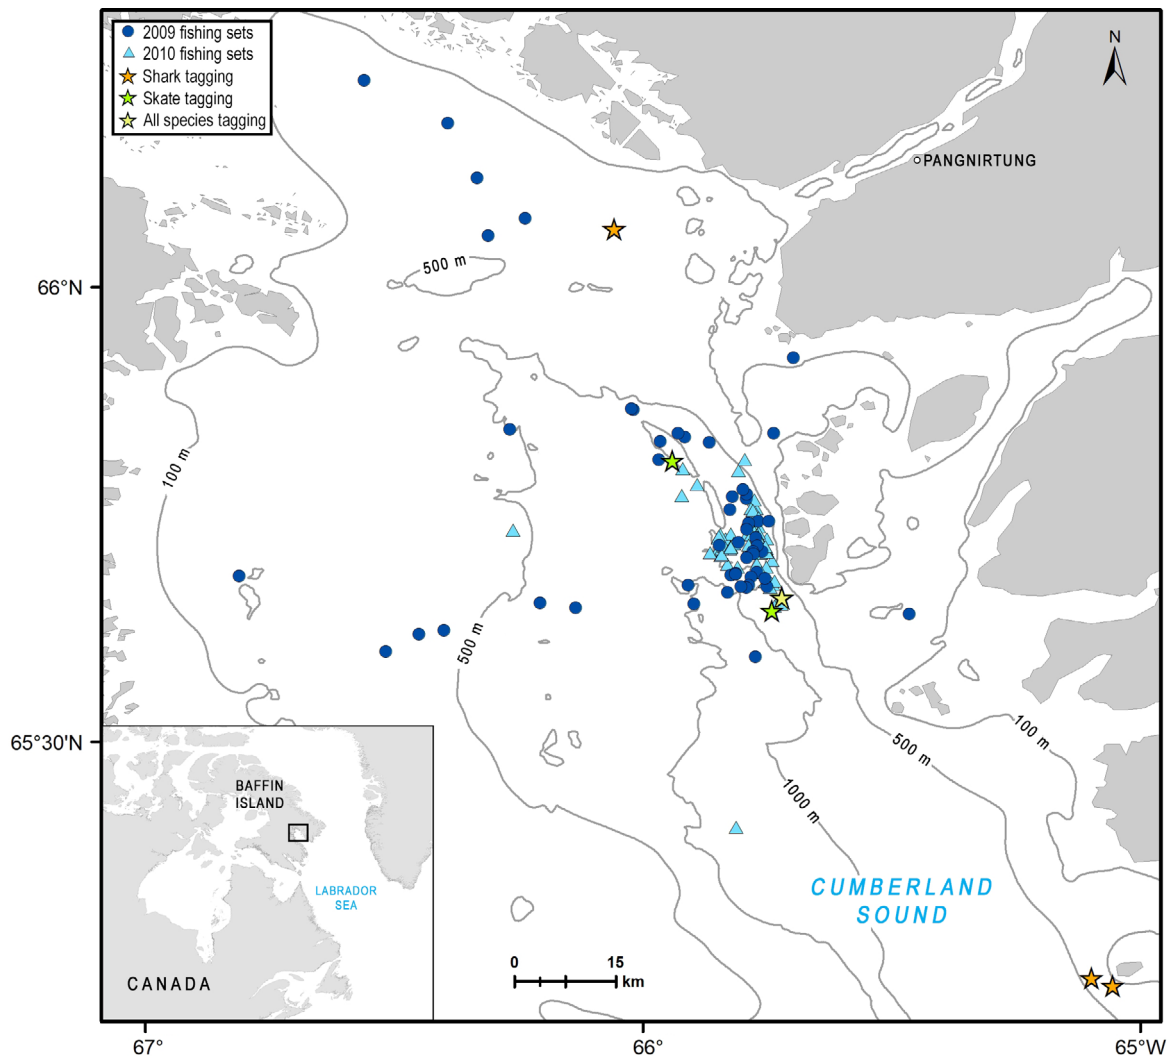 2009 fishing sets
2010 fishing sets
Shark tagging
Skate tagging
All species tagging
N
PANGNIRTUNG
500 m
66°N
100 m
500 m
100 m
500 m
65°30'N
1000 m
BAFFIN
ISLAND
LABRADOR
SEA
CANADA
CUMBERLAND
SOUND
0 15
km
67° 66° 65°W